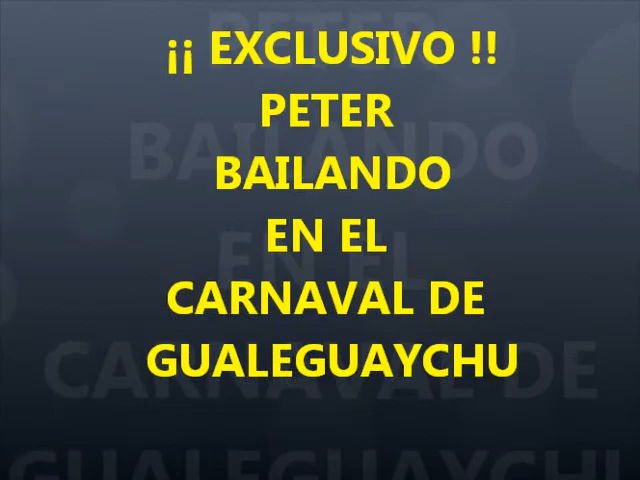 ¡¡ EXCLUSIVO !!
PETER
BAILANDO
EN EL
CARNAVAL DE
GUALEGUAYCHU